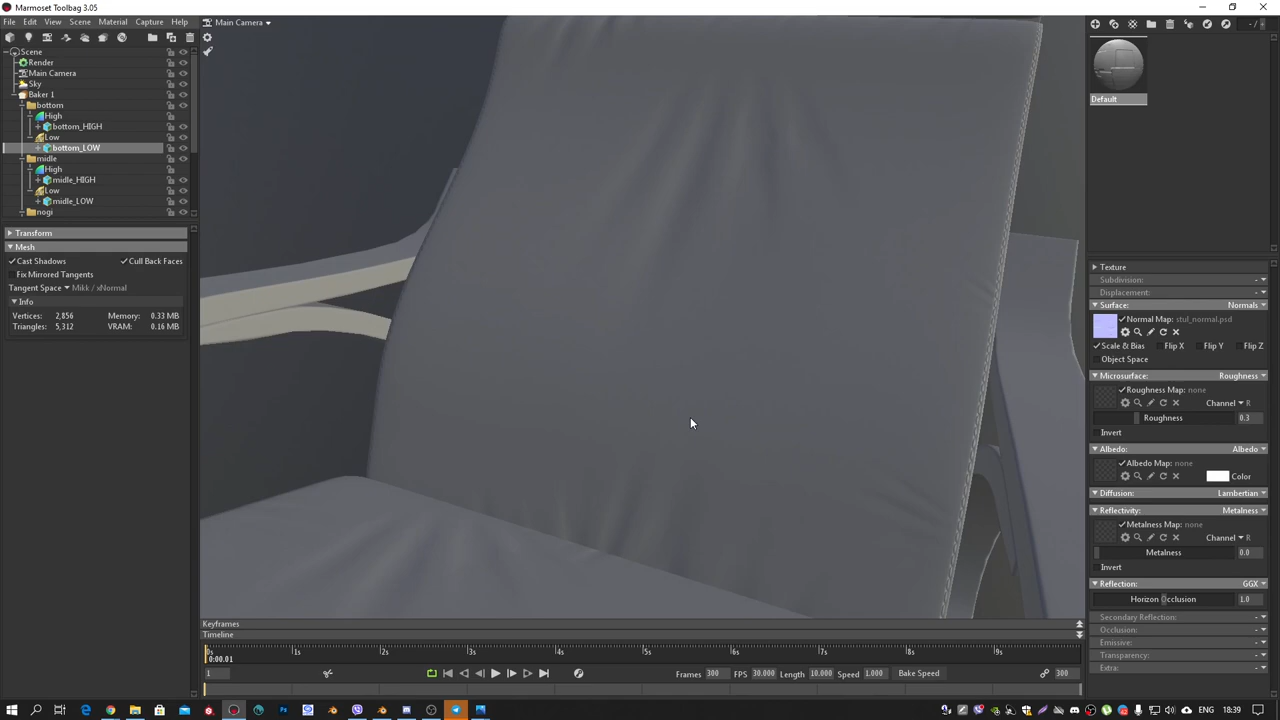 Marmoset Toolbag 3.05
File Edit View Scene Material Capture Help
Main Camera
Scene
Render
Main Camera
Sky
Baker 1
bottom
High
bottom_HIGH
Low
bottom_LOW
midle
High
midle_HIGH
Low
midle_LOW
nogi
Transform
Mesh
Cast Shadows Cull Back Faces
Fix Mirrored Tangents
Tangent Space Mikk / xNormal
Info
Vertices: 2,856 Memory: 0.33 MB
Triangles: 5,312 VRAM: 0.16 MB
Default
Texture
Subdivision: -
Displacement: -
Surface: Normals
Normal Map: stul_normal.psd
Scale & Bias Flip X Flip Y Flip Z
Object Space
Microsurface: Roughness
Roughness Map: none
Channel R
Roughness 0.3
Invert
Albedo: Albedo
Albedo Map: none
Color
Diffusion: Lambertian
Reflectivity: Metalness
Metalness Map: none
Channel R
Metalness 0.0
Invert
Reflection: GGX
Horizon Occlusion 1.0
Secondary Reflection: -
Occlusion: -
Emissive: -
Transparency: -
Extra: -
Keyframes
Timeline
0s 1s 2s 3s 4s 5s 6s 7s 8s 9s
0:00.01
1 Frames 300 FPS 30.000 Length 10.000 Speed 1.000 Bake Speed 300
ENG 18:39